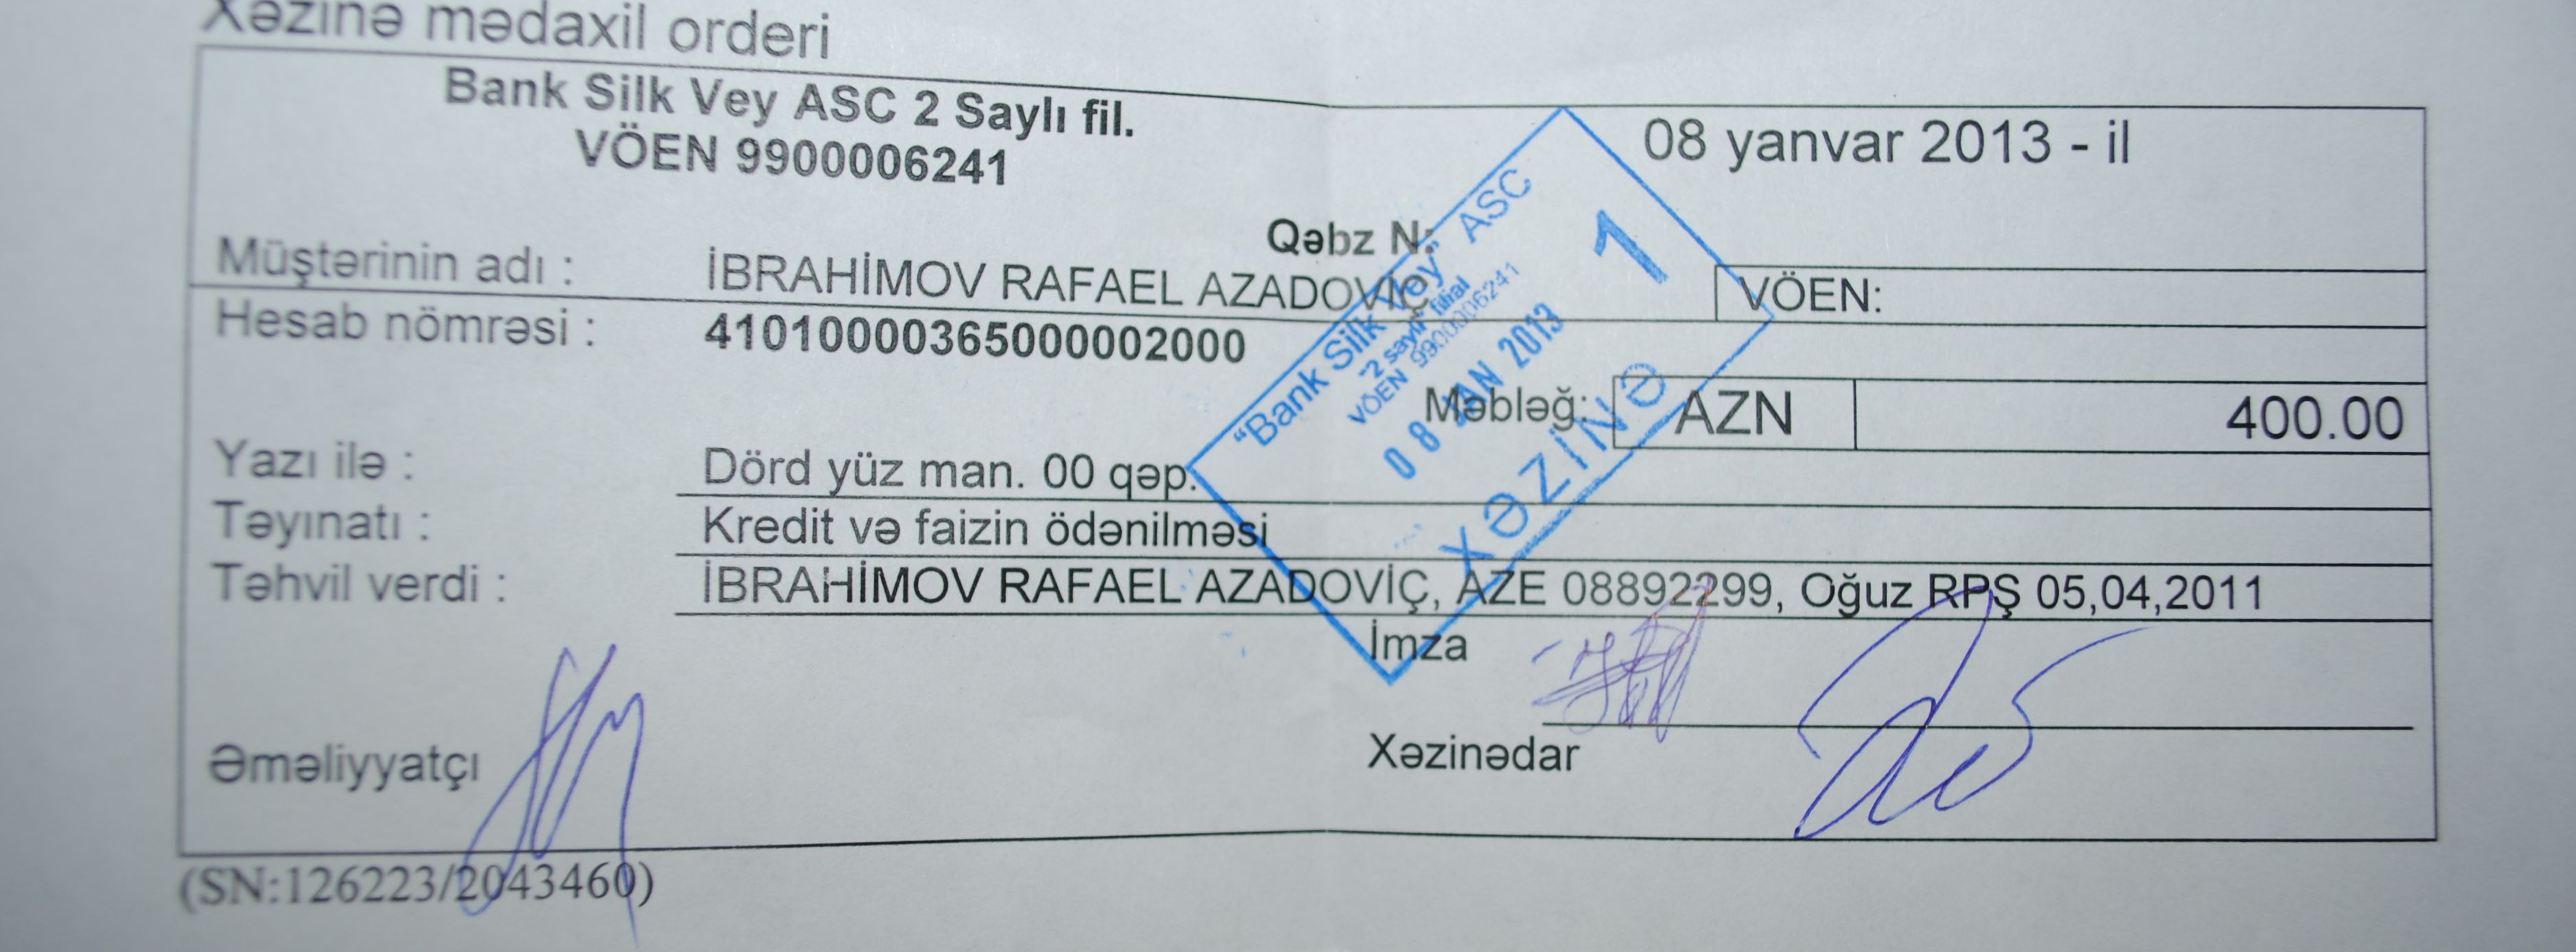 Xəzinə mədaxil orderi
Bank Silk Vey ASC 2 Saylı fil.
VÖEN 9900006241
08 yanvar 2013 - il
Qəbz N:
Müştərinin adı : İBRAHİMOV RAFAEL AZADOVİÇ
VÖEN:
Hesab nömrəsi : 41010000365000002000
Məbləğ: AZN 400.00
Yazı ilə : Dörd yüz man. 00 qəp.
Təyınatı : Kredit və faizin ödənilməsi
Təhvil verdi : İBRAHİMOV RAFAEL AZADOVİÇ, AZE 08892299, Oğuz RPŞ 05,04,2011
İmza
Əməliyyatçı
Xəzinədar
(SN:126223/2043460)
"Bank Silk Vey" ASC
-2 saylı filial
VÖEN 9900006241
08 JAN 2013
1
XƏZİNƏ